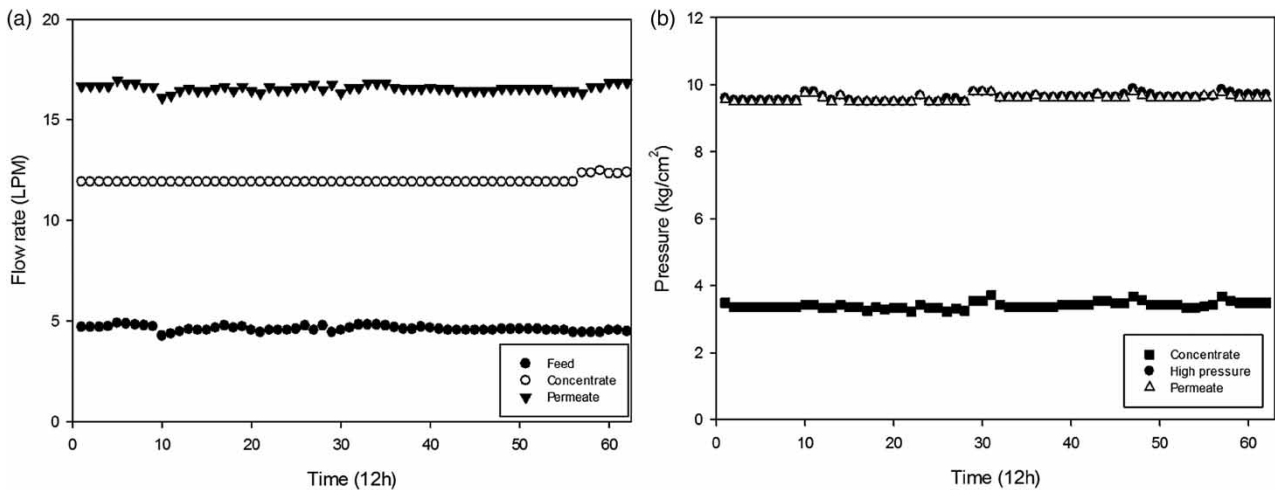 (a)
20
15
10
5
0
Flow rate (LPM)
Feed
Concentrate
Permeate
0 10 20 30 40 50 60
Time (12h)
(b)
12
10
8
6
4
2
0
Pressure (kg/cm²)
Concentrate
High pressure
Permeate
0 10 20 30 40 50 60
Time (12h)